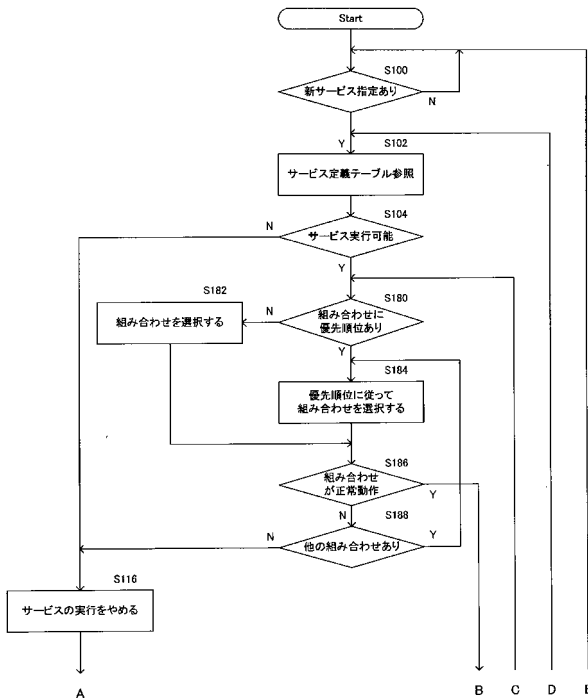 Start
S100
新サービス指定あり
N
Y
S102
サービス定義テーブル参照
S104
N
サービス実行可能
Y
S182
S180
組み合わせを選択する
N
組み合わせに
優先順位あり
Y
S184
優先順位に従って
組み合わせを選択する
S186
組み合わせ
が正常動作
Y
N
S188
N
他の組み合わせあり
Y
S116
サービスの実行をやめる
A
B
C
D